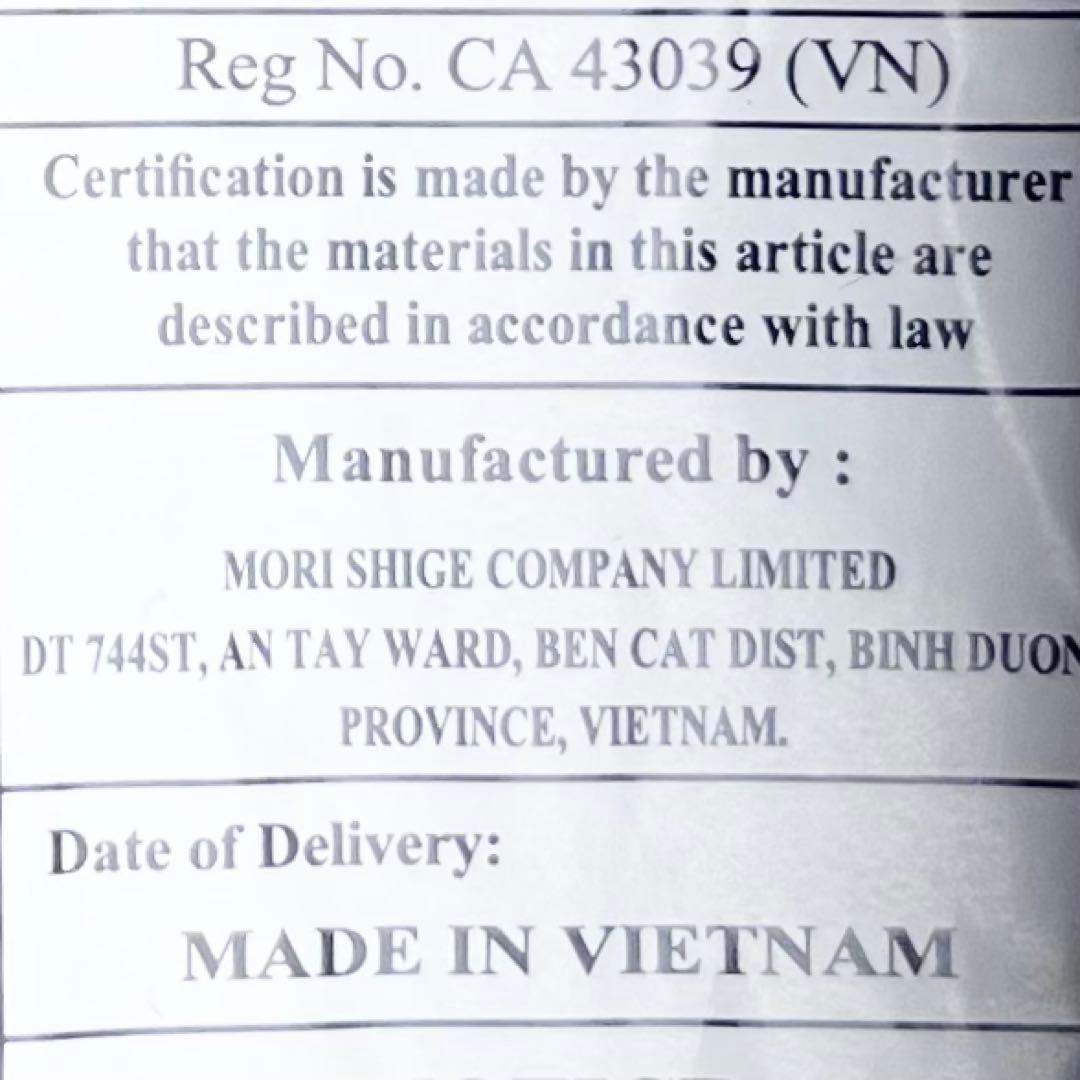 Reg No. CA 43039 (VN)
Certification is made by the manufacturer
that the materials in this article are
described in accordance with law
Manufactured by :
MORI SHIGE COMPANY LIMITED
DT 744ST, AN TAY WARD, BEN CAT DIST, BINH DUON
PROVINCE, VIETNAM.
Date of Delivery:
MADE IN VIETNAM